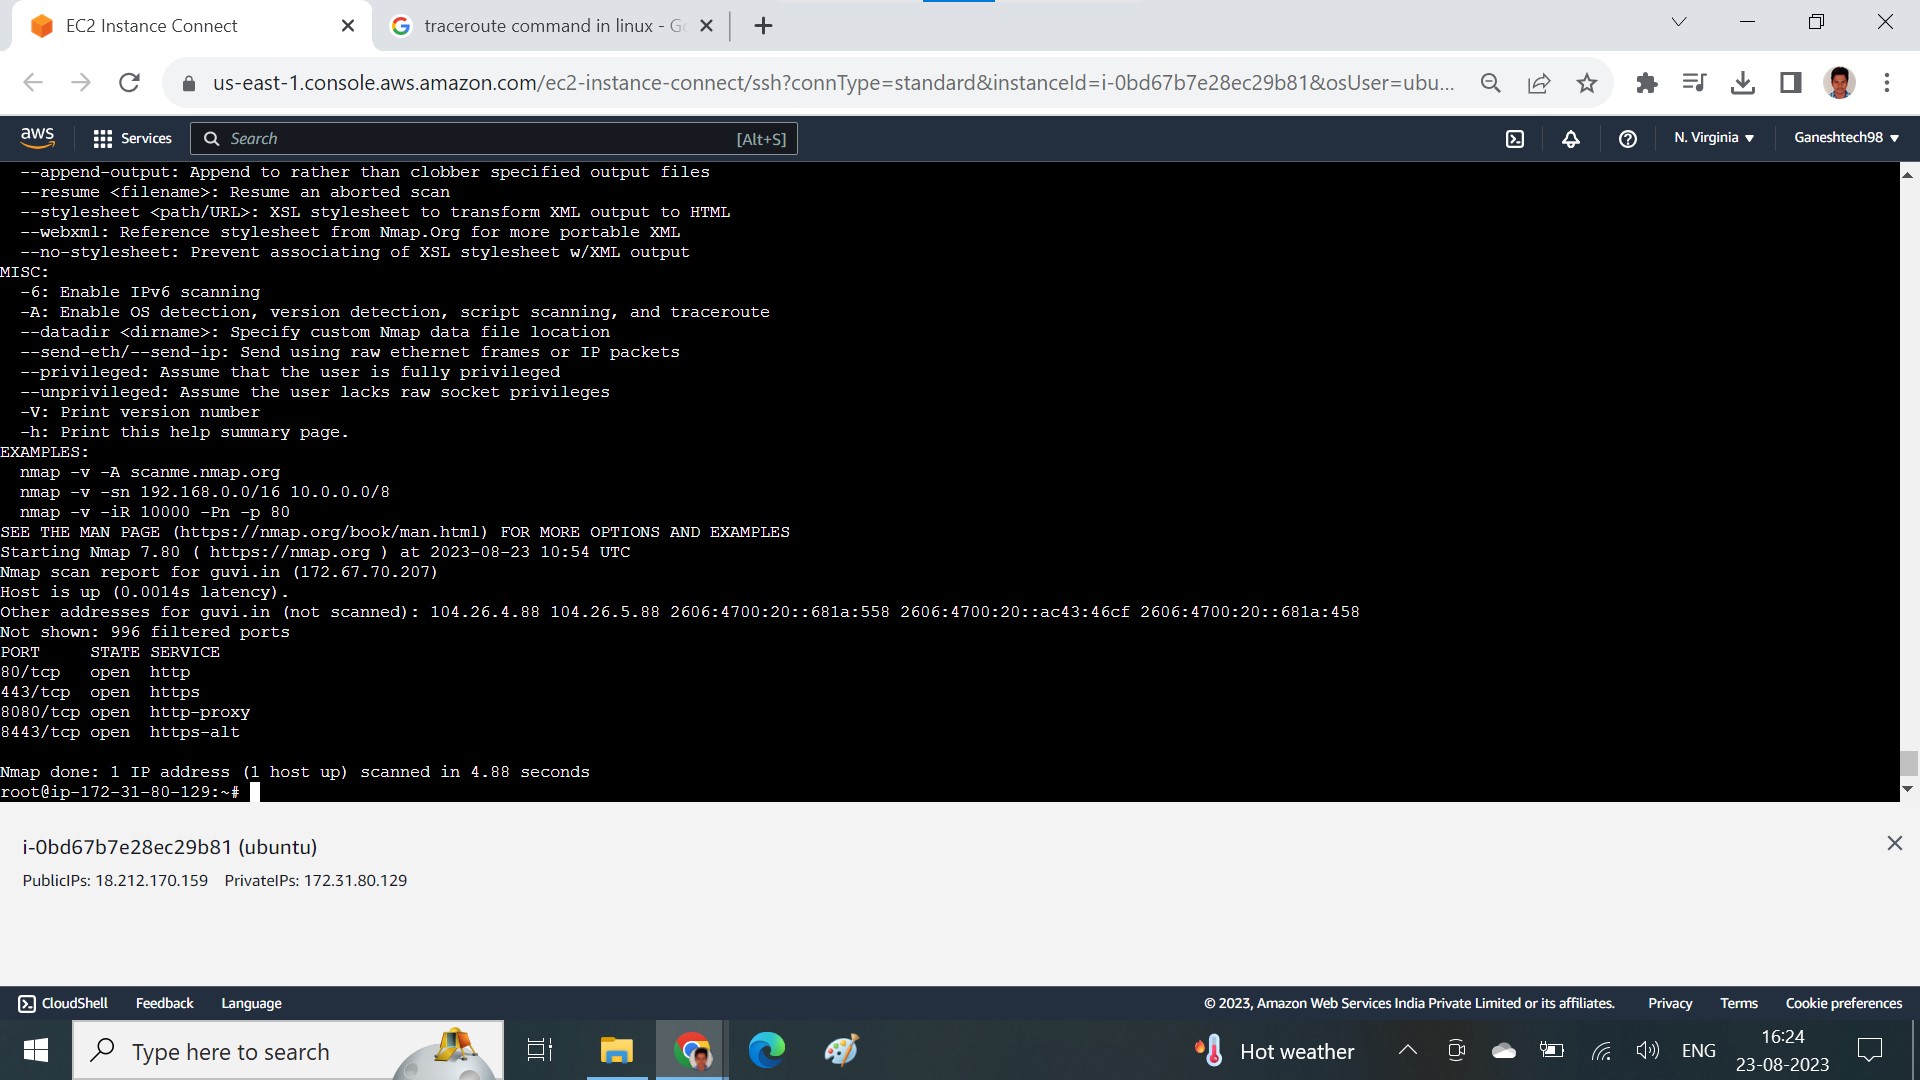 EC2 Instance Connect
traceroute command in linux - Go
us-east-1.console.aws.amazon.com/ec2-instance-connect/ssh?connType=standard&instanceId=i-0bd67b7e28ec29b81&osUser=ubu...
aws
Services
Search
[Alt+S]
N. Virginia
Ganeshtech98
--append-output: Append to rather than clobber specified output files
--resume <filename>: Resume an aborted scan
--stylesheet <path/URL>: XSL stylesheet to transform XML output to HTML
--webxml: Reference stylesheet from Nmap.Org for more portable XML
--no-stylesheet: Prevent associating of XSL stylesheet w/XML output
MISC:
-6: Enable IPv6 scanning
-A: Enable OS detection, version detection, script scanning, and traceroute
--datadir <dirname>: Specify custom Nmap data file location
--send-eth/--send-ip: Send using raw ethernet frames or IP packets
--privileged: Assume that the user is fully privileged
--unprivileged: Assume the user lacks raw socket privileges
-V: Print version number
-h: Print this help summary page.
EXAMPLES:
nmap -v -A scanme.nmap.org
nmap -v -sn 192.168.0.0/16 10.0.0.0/8
nmap -v -iR 10000 -Pn -p 80
SEE THE MAN PAGE (https://nmap.org/book/man.html) FOR MORE OPTIONS AND EXAMPLES
Starting Nmap 7.80 ( https://nmap.org ) at 2023-08-23 10:54 UTC
Nmap scan report for guvi.in (172.67.70.207)
Host is up (0.0014s latency).
Other addresses for guvi.in (not scanned): 104.26.4.88 104.26.5.88 2606:4700:20::681a:558 2606:4700:20::ac43:46cf 2606:4700:20::681a:458
Not shown: 996 filtered ports
PORT     STATE SERVICE
80/tcp   open  http
443/tcp  open  https
8080/tcp open  http-proxy
8443/tcp open  https-alt
Nmap done: 1 IP address (1 host up) scanned in 4.88 seconds
root@ip-172-31-80-129:~#
i-0bd67b7e28ec29b81 (ubuntu)
PublicIPs: 18.212.170.159 PrivateIPs: 172.31.80.129
CloudShell
Feedback
Language
© 2023, Amazon Web Services India Private Limited or its affiliates.
Privacy
Terms
Cookie preferences
Type here to search
Hot weather
ENG
16:24
23-08-2023